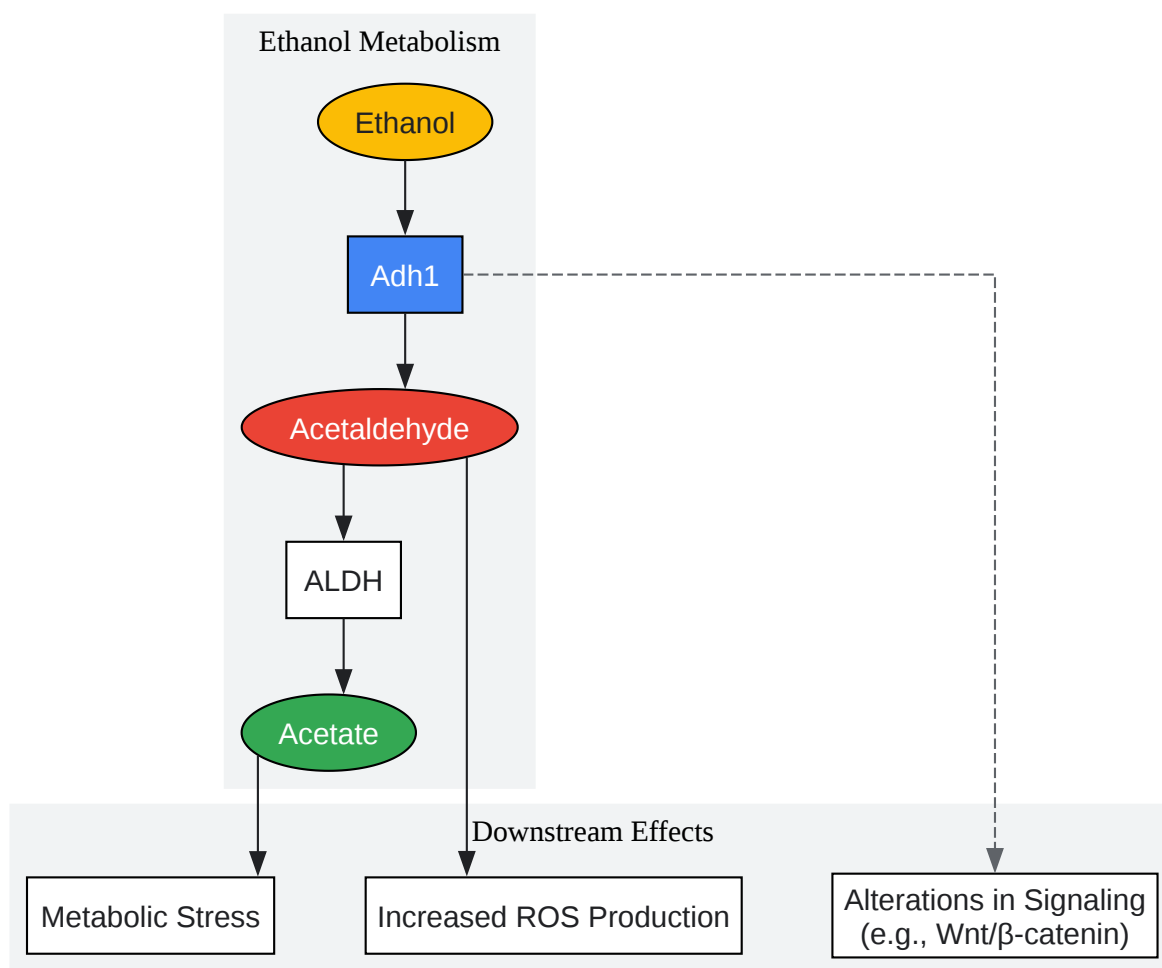 Ethanol Metabolism
Ethanol
Adh1
Acetaldehyde
ALDH
Acetate
Downstream Effects
Metabolic Stress
Increased ROS Production
Alterations in Signaling
(e.g., Wnt/β-catenin)